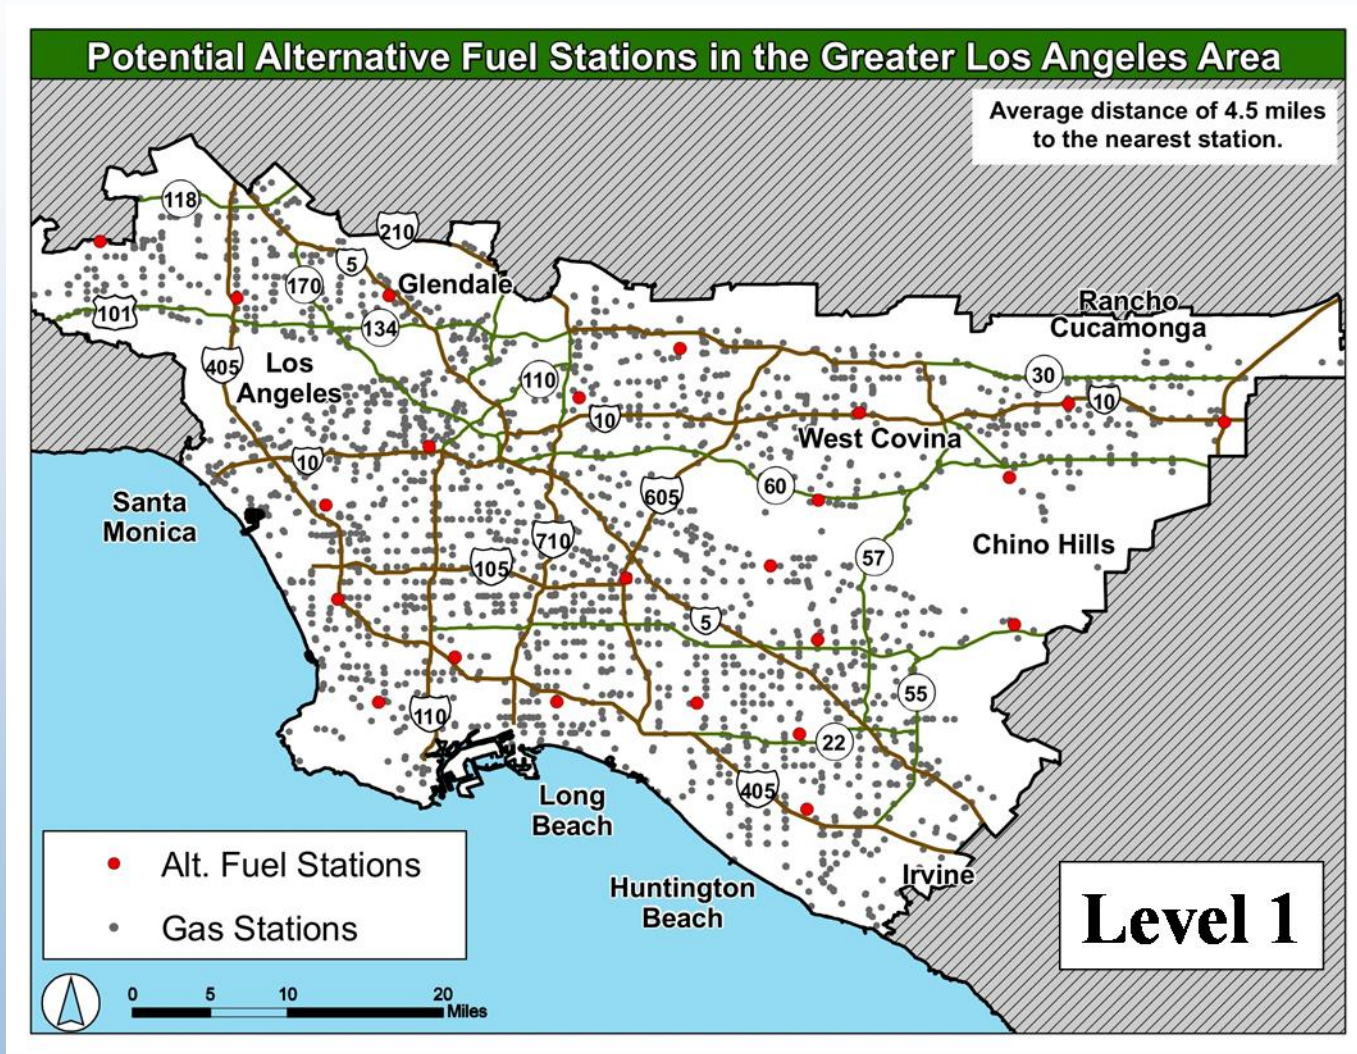 Potential Alternative Fuel Stations in the Greater Los Angeles Area
Average distance of 4.5 miles
to the nearest station.
118
210
5
170
Glendale
101
134
Rancho
Cucamonga
405
Los
Angeles
110
30
10
10
West Covina
10
60
605
Santa
Monica
710
Chino Hills
57
105
5
55
110
22
405
Long
Beach
Irvine
Huntington
Beach
Alt. Fuel Stations
Gas Stations
Level 1
0 5 10 20
Miles